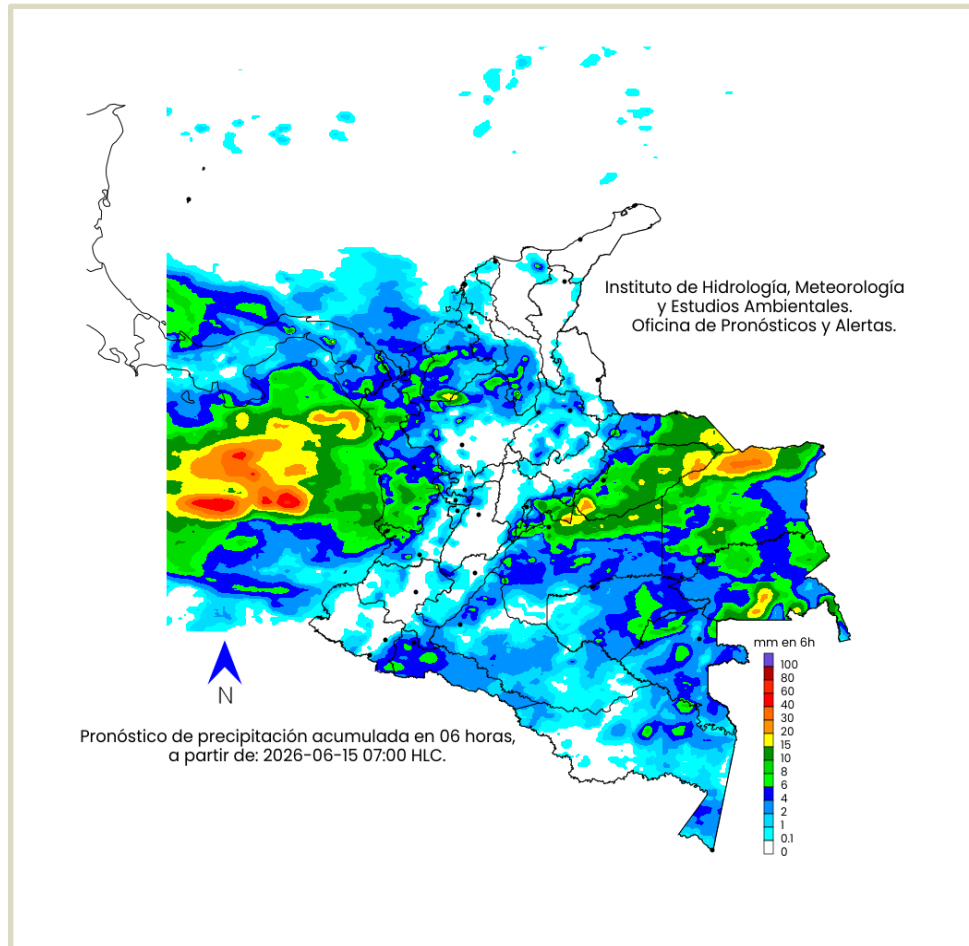 Instituto de Hidrología, Meteorología
y Estudios Ambientales.
Oficina de Pronósticos y Alertas.
mm en 6h
100
80
60
40
30
20
15
10
8
6
4
2
1
0.1
0
N
Pronóstico de precipitación acumulada en 06 horas,
a partir de: 2026-06-15 07:00 HLC.